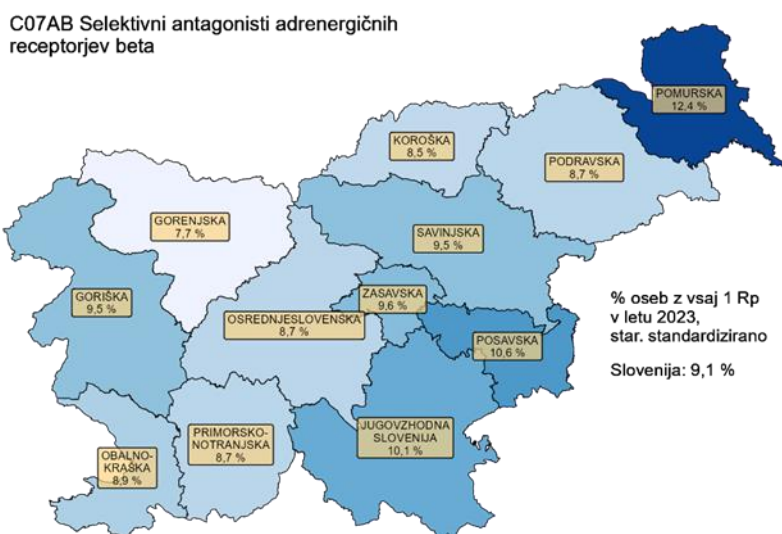 C07AB Selektivni antagonisti adrenergičnih
receptorjev beta
POMURSKA
12,4 %
KOROŠKA
8,5 %
PODRAVSKA
8,7 %
GORENJSKA
7,7 %
SAVINJSKA
9,5 %
GORIŠKA
9,5 %
ZASAVSKA
9,6 %
OSREDNJESLOVENSKA
8,7 %
POSAVSKA
10,6 %
% oseb z vsaj 1 Rp
v letu 2023,
star. standardizirano
Slovenija: 9,1 %
PRIMORSKO-
NOTRANJSKA
8,7 %
JUGOVZHODNA
SLOVENIJA
10,1 %
OBALNO-
KRAŠKA
8,9 %